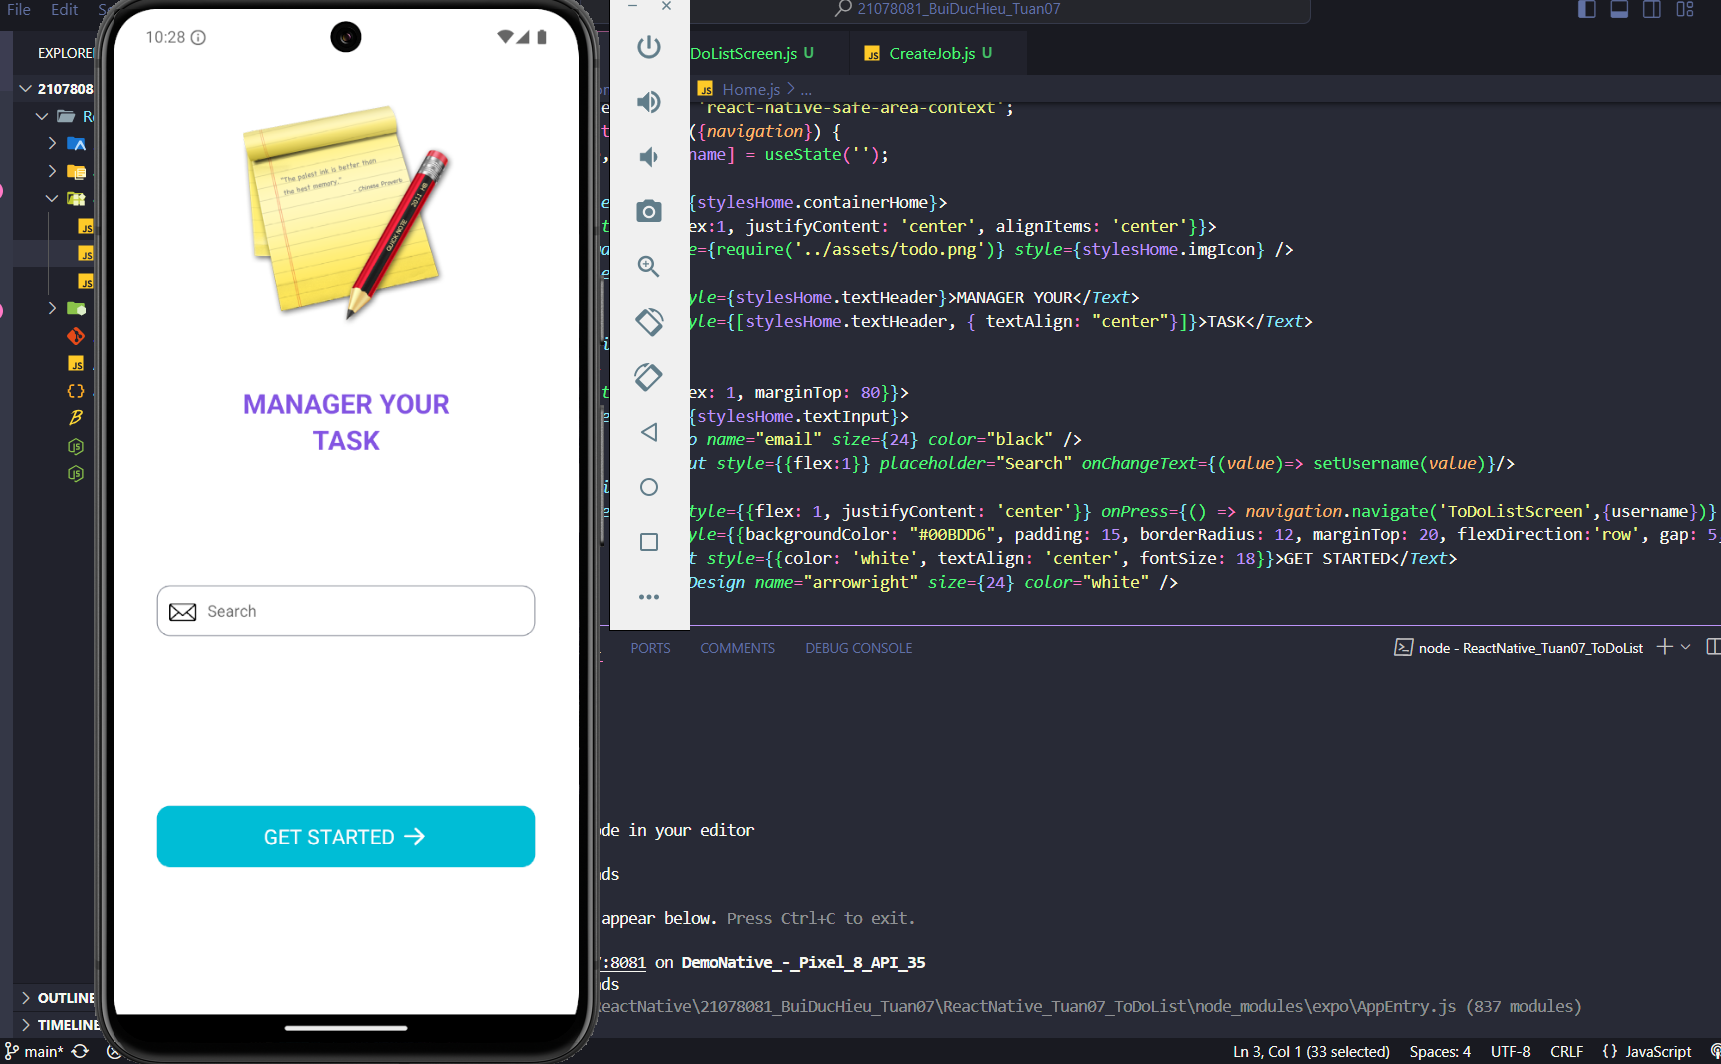 File Edit
21078081_BuiDucHieu_Tuan07
10:28
EXPLORE
DoListScreen.js U
CreateJob.js U
2107808
Home.js > ...
'react-native-safe-area-context';
({navigation}) {
name] = useState('');
{stylesHome.containerHome}>
ex:1, justifyContent: 'center', alignItems: 'center'}}>
e={require('../assets/todo.png')} style={stylesHome.imgIcon} />
yle={stylesHome.textHeader}>MANAGER YOUR</Text>
yle={[stylesHome.textHeader, { textAlign: "center"}]}>TASK</Text>
ex: 1, marginTop: 80}}>
{stylesHome.textInput}>
o name="email" size={24} color="black" />
ut style={{flex:1}} placeholder="Search" onChangeText={(value)=> setUsername(value)}/>
tyle={{flex: 1, justifyContent: 'center'}} onPress={() => navigation.navigate('ToDoListScreen',{username})}
yle={{backgroundColor: "#00BDD6", padding: 15, borderRadius: 12, marginTop: 20, flexDirection:'row', gap: 5,
t style={{color: 'white', textAlign: 'center', fontSize: 18}}>GET STARTED</Text>
Design name="arrowright" size={24} color="white" />
"The palest ink is better than
the best memory."
- Chinese Proverb
QUICK NOTE 2011 MB
MANAGER YOUR
TASK
Search
GET STARTED
PORTS COMMENTS DEBUG CONSOLE
node - ReactNative_Tuan07_ToDoList
de in your editor
ds
appear below. Press Ctrl+C to exit.
:8081 on DemoNative_-_Pixel_8_API_35
ds
eactNative\21078081_BuiDucHieu_Tuan07\ReactNative_Tuan07_ToDoList\node_modules\expo\AppEntry.js (837 modules)
OUTLINE
TIMELINE
main*
Ln 3, Col 1 (33 selected) Spaces: 4 UTF-8 CRLF {} JavaScript